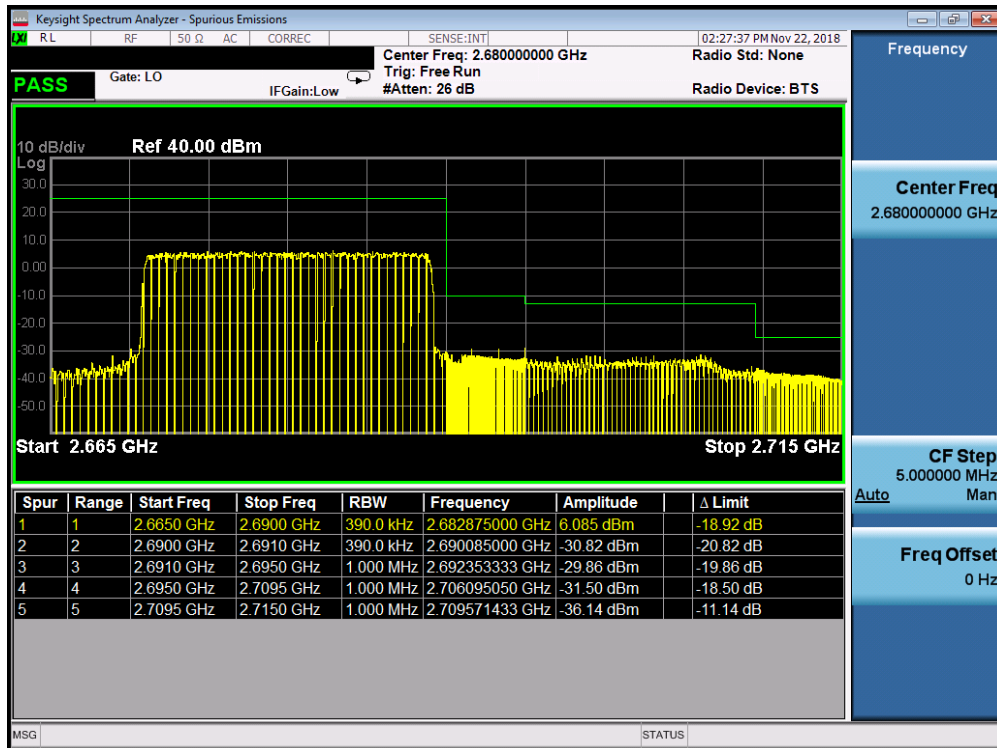 Keysight Spectrum Analyzer - Spurious Emissions
LXI RL RF 50 Ω AC CORREC SENSE:INT 02:27:37 PM Nov 22, 2018
Center Freq: 2.680000000 GHz Radio Std: None
PASS Gate: LO Trig: Free Run
IFGain:Low #Atten: 26 dB Radio Device: BTS
10 dB/div Ref 40.00 dBm
Log
30.0
20.0
10.0
0.00
-10.0
-20.0
-30.0
-40.0
-50.0
Start 2.665 GHz Stop 2.715 GHz
Spur Range Start Freq Stop Freq RBW Frequency Amplitude Δ Limit
1 1 2.6650 GHz 2.6900 GHz 390.0 kHz 2.682875000 GHz 6.085 dBm -18.92 dB
2 2 2.6900 GHz 2.6910 GHz 390.0 kHz 2.690085000 GHz -30.82 dBm -20.82 dB
3 3 2.6910 GHz 2.6950 GHz 1.000 MHz 2.692353333 GHz -29.86 dBm -19.86 dB
4 4 2.6950 GHz 2.7095 GHz 1.000 MHz 2.706095050 GHz -31.50 dBm -18.50 dB
5 5 2.7095 GHz 2.7150 GHz 1.000 MHz 2.709571433 GHz -36.14 dBm -11.14 dB
MSG STATUS
Frequency
Center Freq
2.680000000 GHz
CF Step
5.000000 MHz
Auto Man
Freq Offset
0 Hz